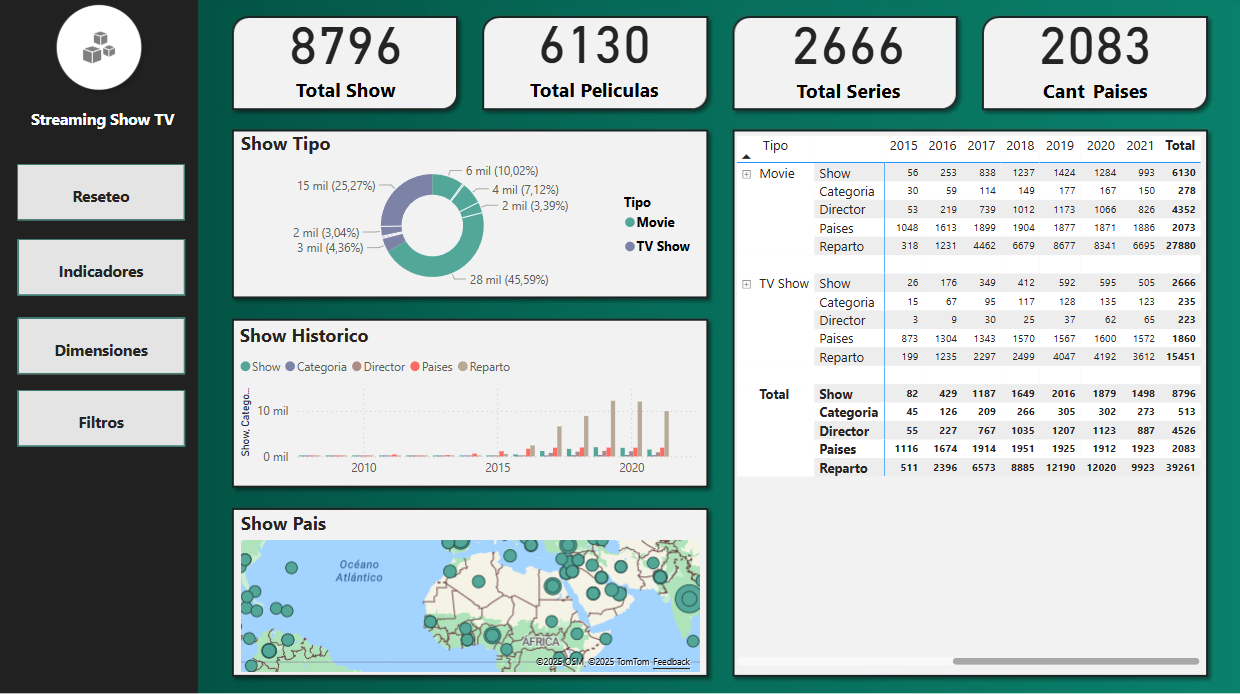 Streaming Show TV
Reseteo
Indicadores
Dimensiones
Filtros
8796
Total Show
6130
Total Peliculas
2666
Total Series
2083
Cant Paises
Show Tipo
6 mil (10,02%)
4 mil (7,12%)
2 mil (3,39%)
28 mil (45,59%)
3 mil (4,36%)
2 mil (3,04%)
15 mil (25,27%)
Tipo
Movie
TV Show
Show Historico
Show Categoria Director Paises Reparto
Show, Catego...
10 mil
0 mil
2010 2015 2020
Show Pais
Océano
Atlántico
ÁFRICA
©2025 OSM, ©2025 TomTom Feedback
Tipo 2015 2016 2017 2018 2019 2020 2021 Total
Movie Show 56 253 838 1237 1424 1284 993 6130
Categoria 30 59 114 149 177 167 150 278
Director 53 219 739 1012 1173 1066 826 4352
Paises 1048 1613 1899 1904 1877 1871 1886 2073
Reparto 318 1231 4462 6679 8677 8341 6695 27880
TV Show Show 26 176 349 412 592 595 505 2666
Categoria 15 67 95 117 128 135 123 235
Director 3 9 30 25 37 62 65 223
Paises 873 1304 1343 1570 1567 1600 1572 1860
Reparto 199 1235 2297 2499 4047 4192 3612 15451
Total Show 82 429 1187 1649 2016 1879 1498 8796
Categoria 45 126 209 266 305 302 273 513
Director 55 227 767 1035 1207 1123 887 4526
Paises 1116 1674 1914 1951 1925 1912 1923 2083
Reparto 511 2396 6573 8885 12190 12020 9923 39261